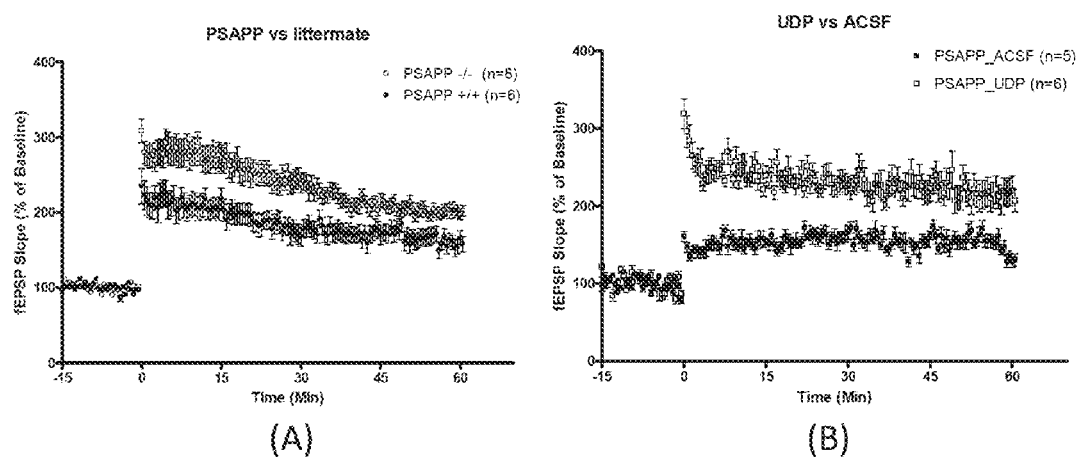 PSAPP vs littermate
PSAPP -/- (n=6)
PSAPP +/+ (n=6)
fEPSP Slope (% of Baseline)
400
300
200
100
0
-15
0
15
30
45
60
Time (Min)
(A)
UDP vs ACSF
PSAPP_ACSF (n=5)
PSAPP_UDP (n=6)
fEPSP Slope (% of Baseline)
400
300
200
100
0
-15
0
15
30
45
60
Time (Min)
(B)